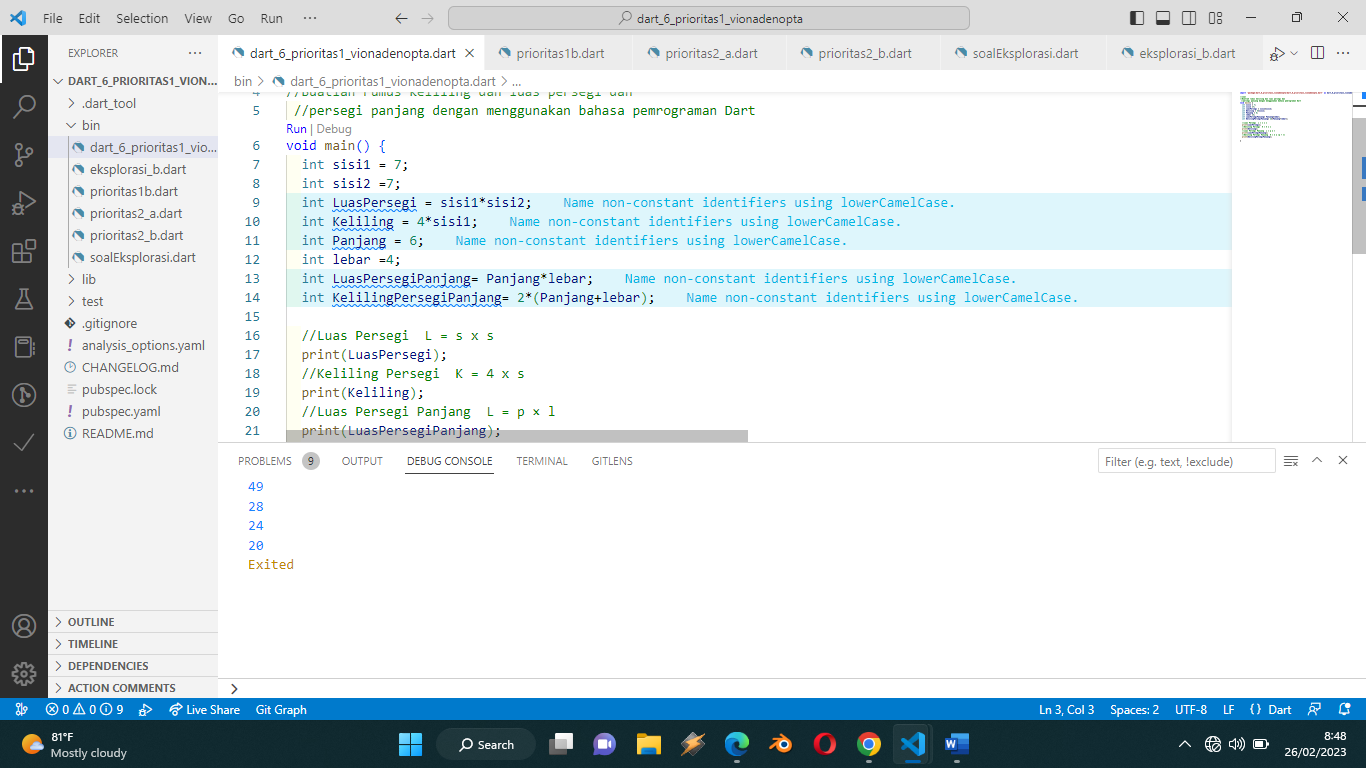 File Edit Selection View Go Run ···
dart_6_prioritas1_vionadenopta
EXPLORER ···
DART_6_PRIORITAS1_VION...
.dart_tool
bin
dart_6_prioritas1_vio...
eksplorasi_b.dart
prioritas1b.dart
prioritas2_a.dart
prioritas2_b.dart
soalEksplorasi.dart
lib
test
.gitignore
analysis_options.yaml
CHANGELOG.md
pubspec.lock
pubspec.yaml
README.md
OUTLINE
TIMELINE
DEPENDENCIES
ACTION COMMENTS
dart_6_prioritas1_vionadenopta.dart prioritas1b.dart prioritas2_a.dart prioritas2_b.dart soalEksplorasi.dart eksplorasi_b.dart
bin > dart_6_prioritas1_vionadenopta.dart > ...
4 //Buatlah rumus keliling dan luas persegi dan
5 //persegi panjang dengan menggunakan bahasa pemrograman Dart
Run | Debug
6 void main() {
7 int sisi1 = 7;
8 int sisi2 =7;
9 int LuasPersegi = sisi1*sisi2; Name non-constant identifiers using lowerCamelCase.
10 int Keliling = 4*sisi1; Name non-constant identifiers using lowerCamelCase.
11 int Panjang = 6; Name non-constant identifiers using lowerCamelCase.
12 int lebar =4;
13 int LuasPersegiPanjang= Panjang*lebar; Name non-constant identifiers using lowerCamelCase.
14 int KelilingPersegiPanjang= 2*(Panjang+lebar); Name non-constant identifiers using lowerCamelCase.
15
16 //Luas Persegi  L = s x s
17 print(LuasPersegi);
18 //Keliling Persegi  K = 4 x s
19 print(Keliling);
20 //Luas Persegi Panjang  L = p x l
21 print(LuasPersegiPanjang);
PROBLEMS 9 OUTPUT DEBUG CONSOLE TERMINAL GITLENS Filter (e.g. text, !exclude)
49
28
24
20
Exited
0 0 9 Live Share Git Graph Ln 3, Col 3 Spaces: 2 UTF-8 LF {} Dart
81°F
Mostly cloudy
Search
8:48
26/02/2023